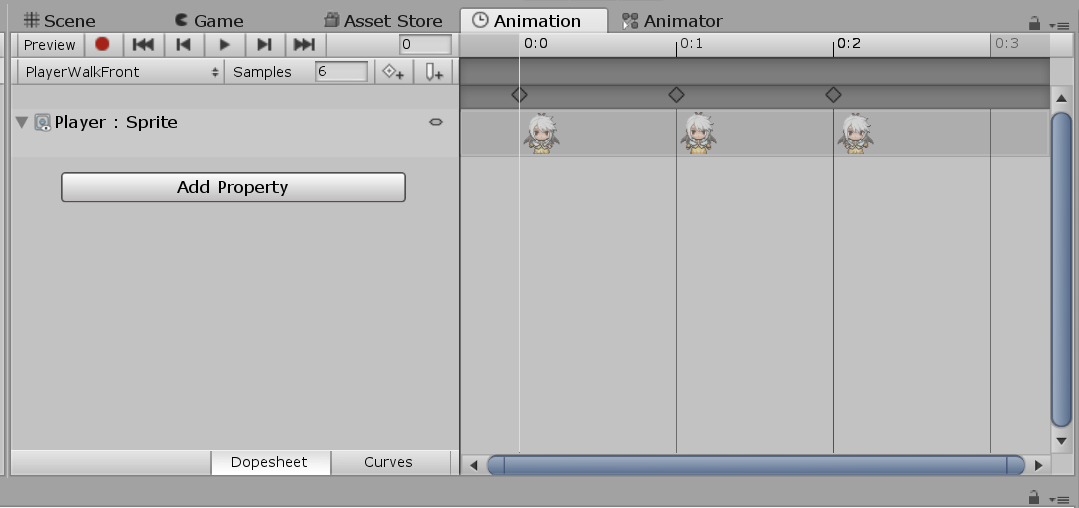 Scene Game Asset Store Animation Animator
Preview 0 0:0 0:1 0:2 0:3
PlayerWalkFront Samples 6
Player : Sprite
Add Property
Dopesheet Curves